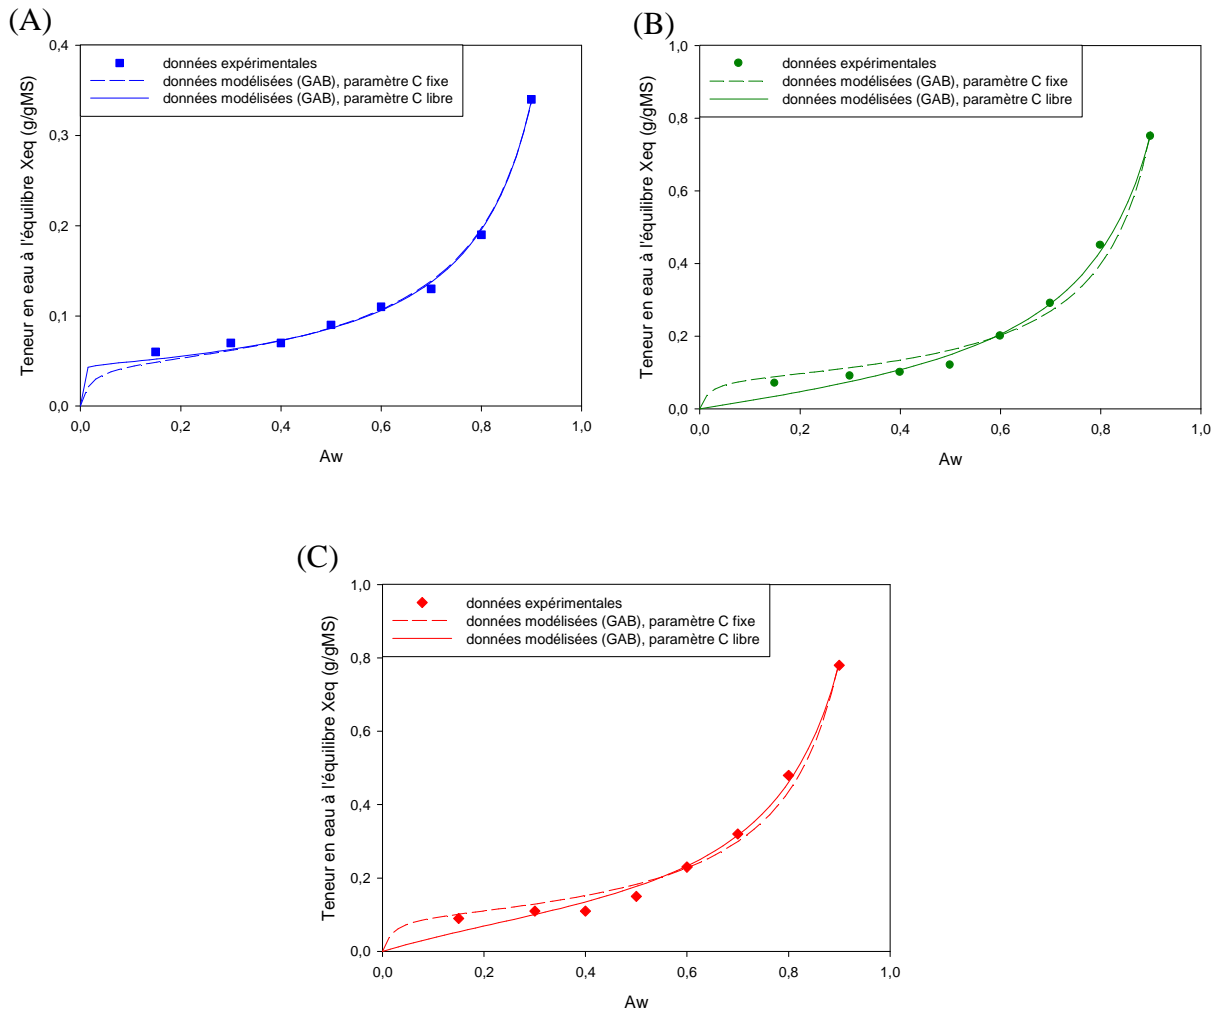 (A)
0,4
données expérimentales
données modélisées (GAB), paramètre C fixe
données modélisées (GAB), paramètre C libre
0,3
0,2
0,1
0,0
Teneur en eau à l'équilibre Xeq (g/gMS)
0,0 0,2 0,4 0,6 0,8 1,0
Aw
(B)
1,0
données expérimentales
données modélisées (GAB), paramètre C fixe
données modélisées (GAB), paramètre C libre
0,8
0,6
0,4
0,2
0,0
Teneur en eau à l'équilibre Xeq (g/gMS)
0,0 0,2 0,4 0,6 0,8 1,0
Aw
(C)
1,0
données expérimentales
données modélisées (GAB), paramètre C fixe
données modélisées (GAB), paramètre C libre
0,8
0,6
0,4
0,2
0,0
Teneur en eau à l'équilibre Xeq (g/gMS)
0,0 0,2 0,4 0,6 0,8 1,0
Aw